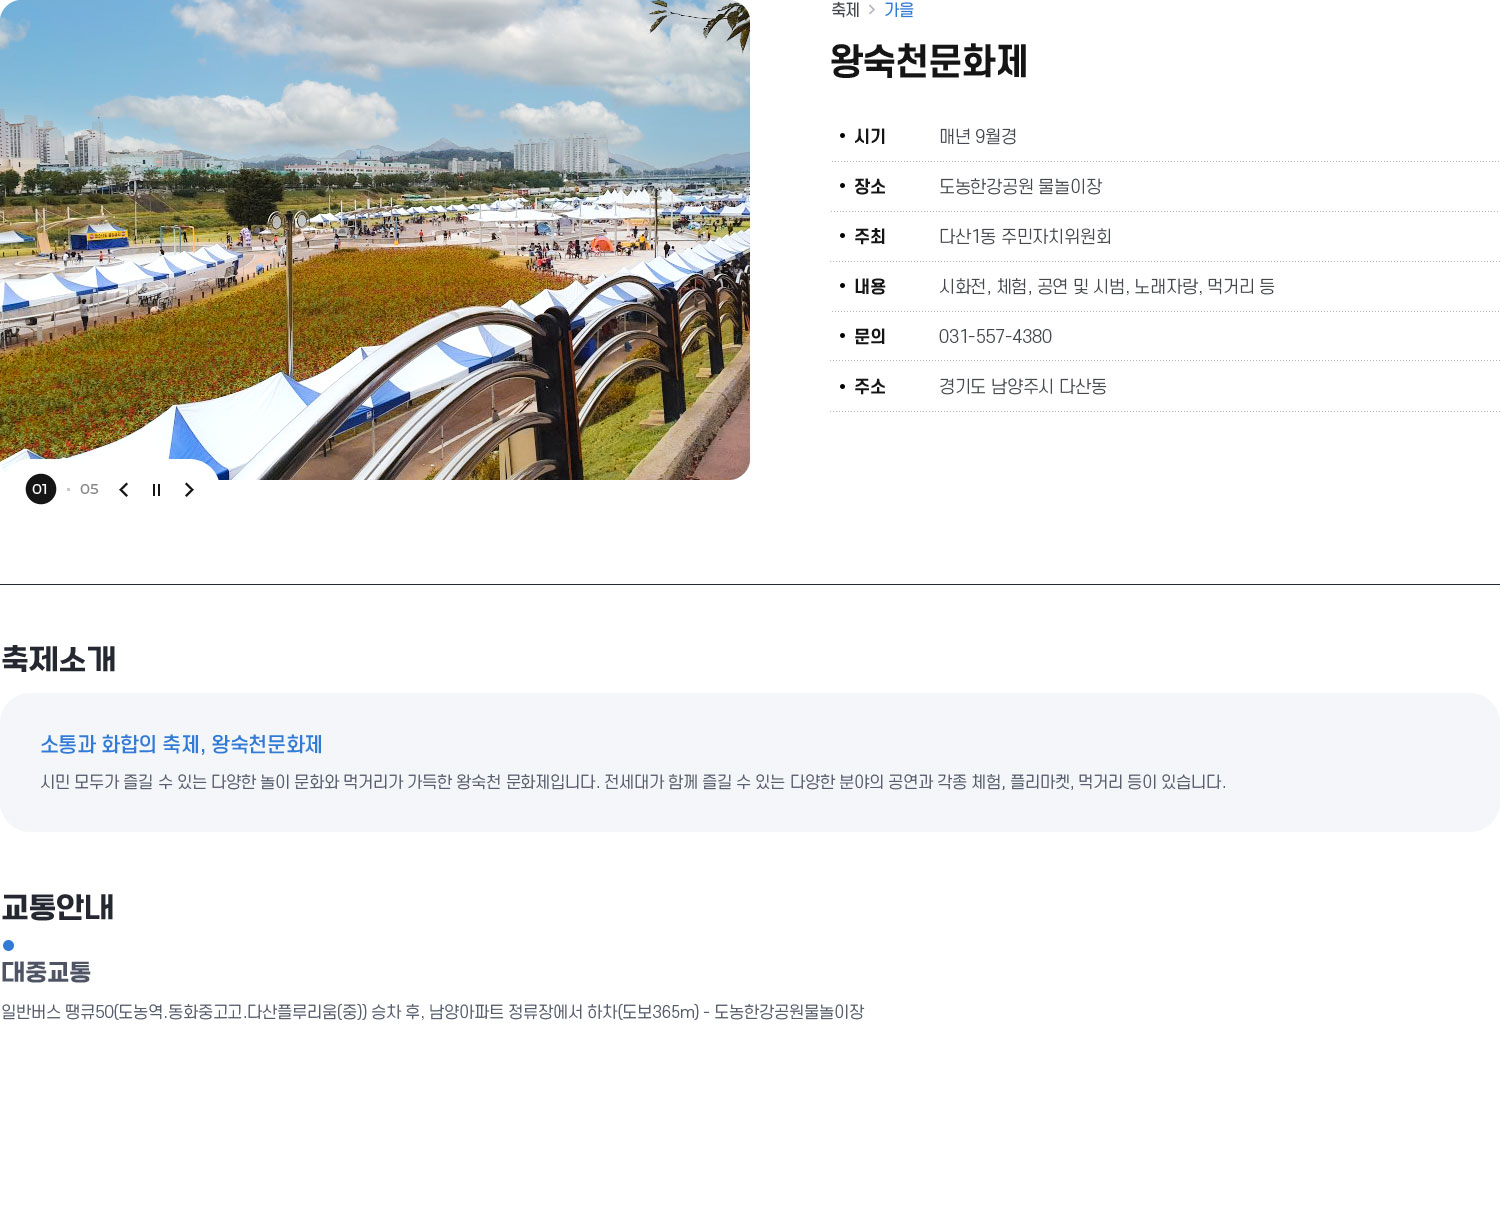 축제 > 가을
왕숙천문화제
• 시기 매년 9월경
• 장소 도농한강공원 물놀이장
• 주최 다산1동 주민자치위원회
• 내용 시화전, 체험, 공연 및 시범, 노래자랑, 먹거리 등
• 문의 031-557-4380
• 주소 경기도 남양주시 다산동
01 • 05
축제소개
소통과 화합의 축제, 왕숙천문화제
시민 모두가 즐길 수 있는 다양한 놀이 문화와 먹거리가 가득한 왕숙천 문화제입니다. 전세대가 함께 즐길 수 있는 다양한 분야의 공연과 각종 체험, 플리마켓, 먹거리 등이 있습니다.
교통안내
대중교통
일반버스 땡큐50(도농역.동화중고고.다산플루리움(중)) 승차 후, 남양아파트 정류장에서 하차(도보365m) - 도농한강공원물놀이장